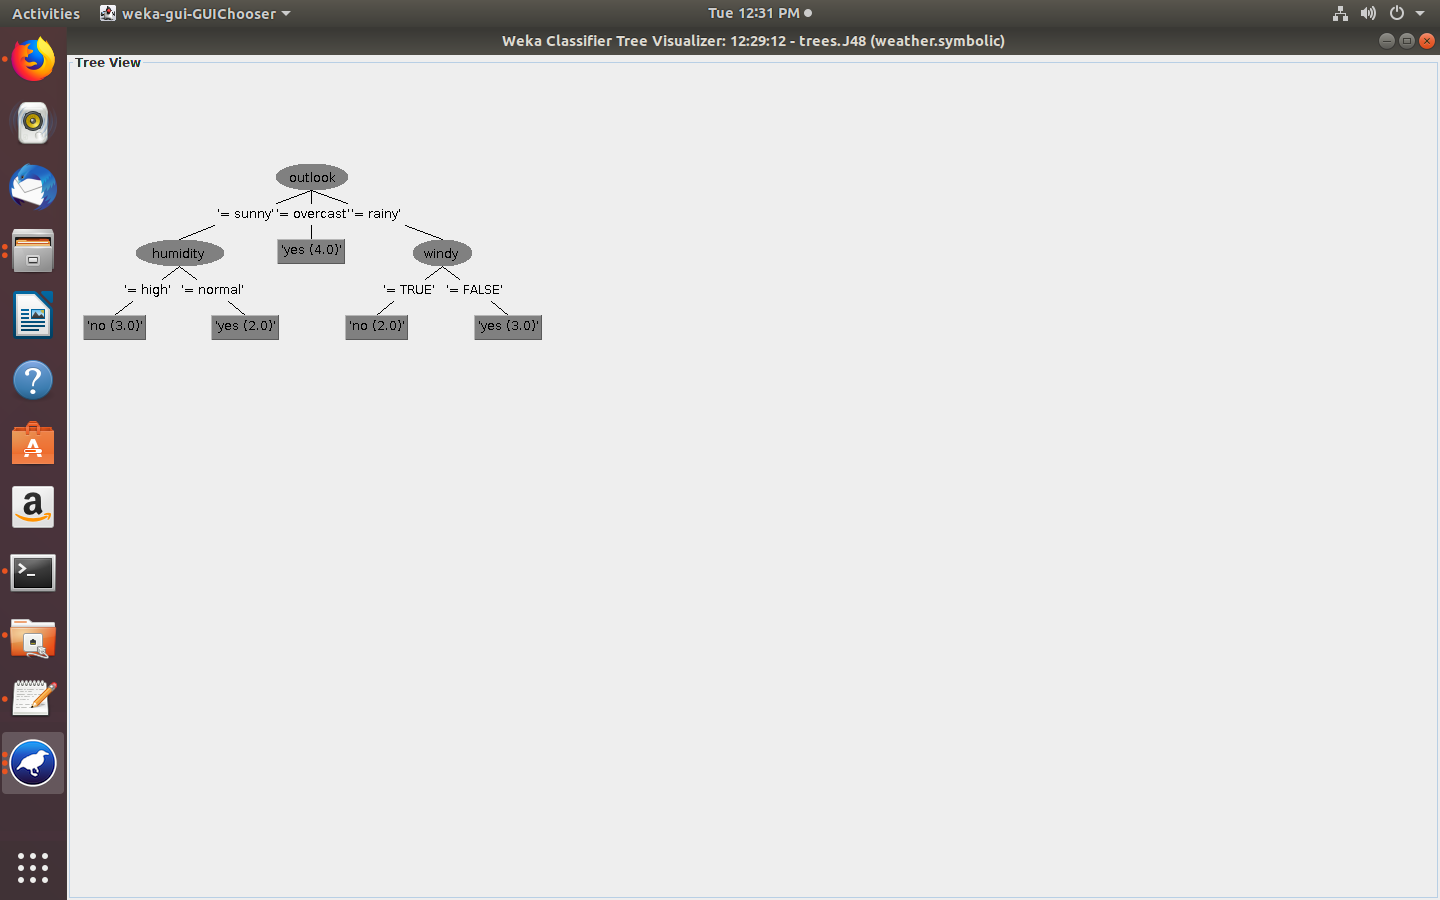 Activities weka-gui-GUIChooser Tue 12:31 PM
Weka Classifier Tree Visualizer: 12:29:12 - trees.J48 (weather.symbolic)
Tree View
outlook
'= sunny' '= overcast' '= rainy'
humidity 'yes (4.0)' windy
'= high' '= normal' '= TRUE' '= FALSE'
'no (3.0)' 'yes (2.0)' 'no (2.0)' 'yes (3.0)'